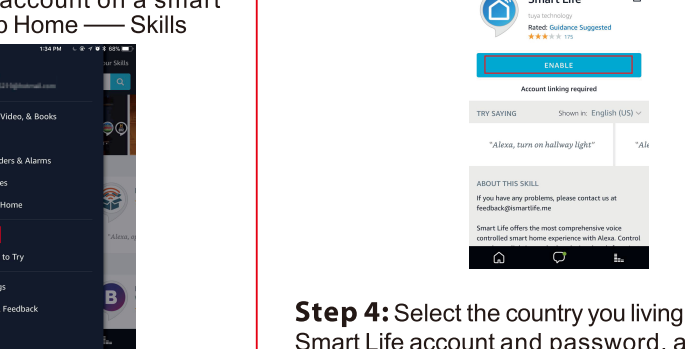 account on a smart
o Home —— Skills
1:34 PM
68%
our Skills
Video, & Books
ders & Alarms
es
Home
"Alexa, o
to Try
gs
Feedback
B
Smart Life
tuya technology
Rated: Guidance Suggested
175
ENABLE
Account linking required
TRY SAYING
Shown in: English (US)
"Alexa, turn on hallway light"
"Ale
ABOUT THIS SKILL
If you have any problems, please contact us at
feedback@ismartlife.me
Smart Life offers the most comprehensive voice
controlled smart home experience with Alexa. Control
Step 4: Select the country you living
Smart Life account and password, a